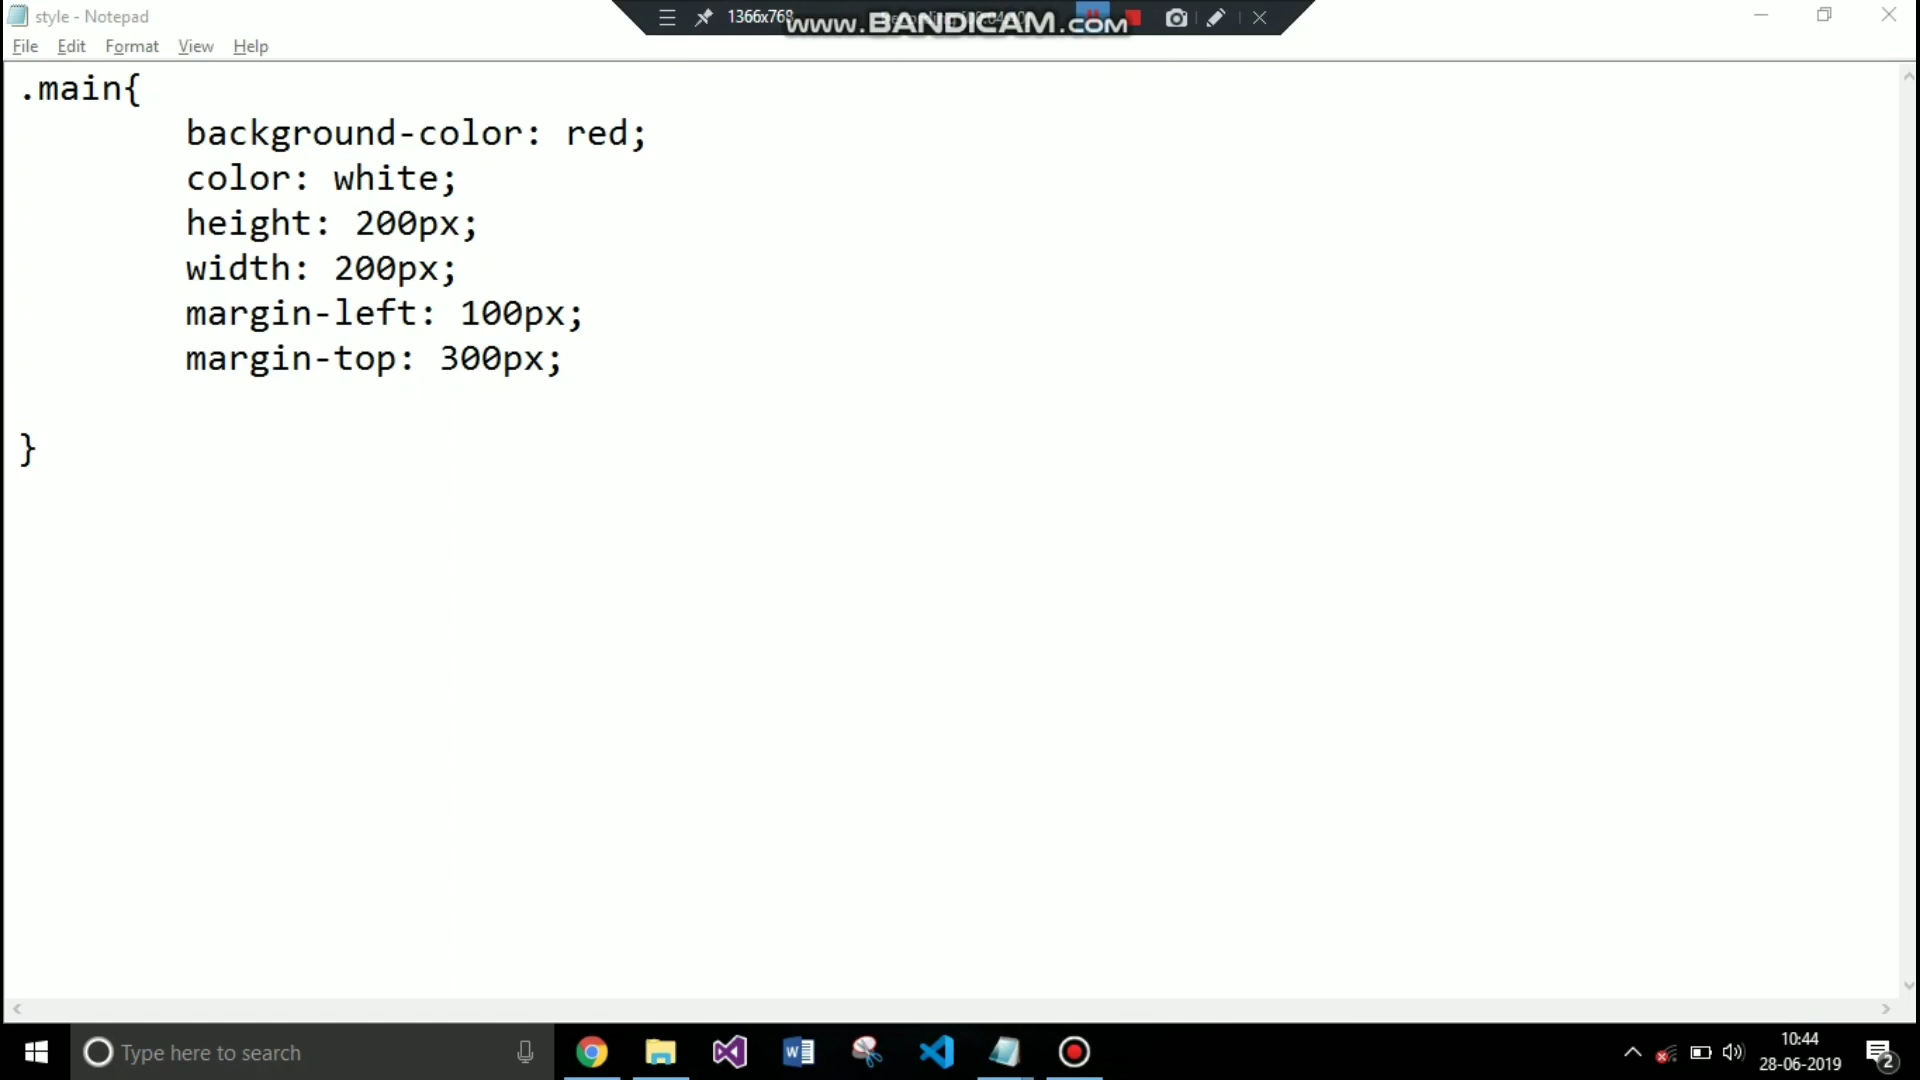 style - Notepad
1366x768
www.BANDICAM.com
File Edit Format View Help
.main{
background-color: red;
color: white;
height: 200px;
width: 200px;
margin-left: 100px;
margin-top: 300px;
}
Type here to search
10:44
28-06-2019
2